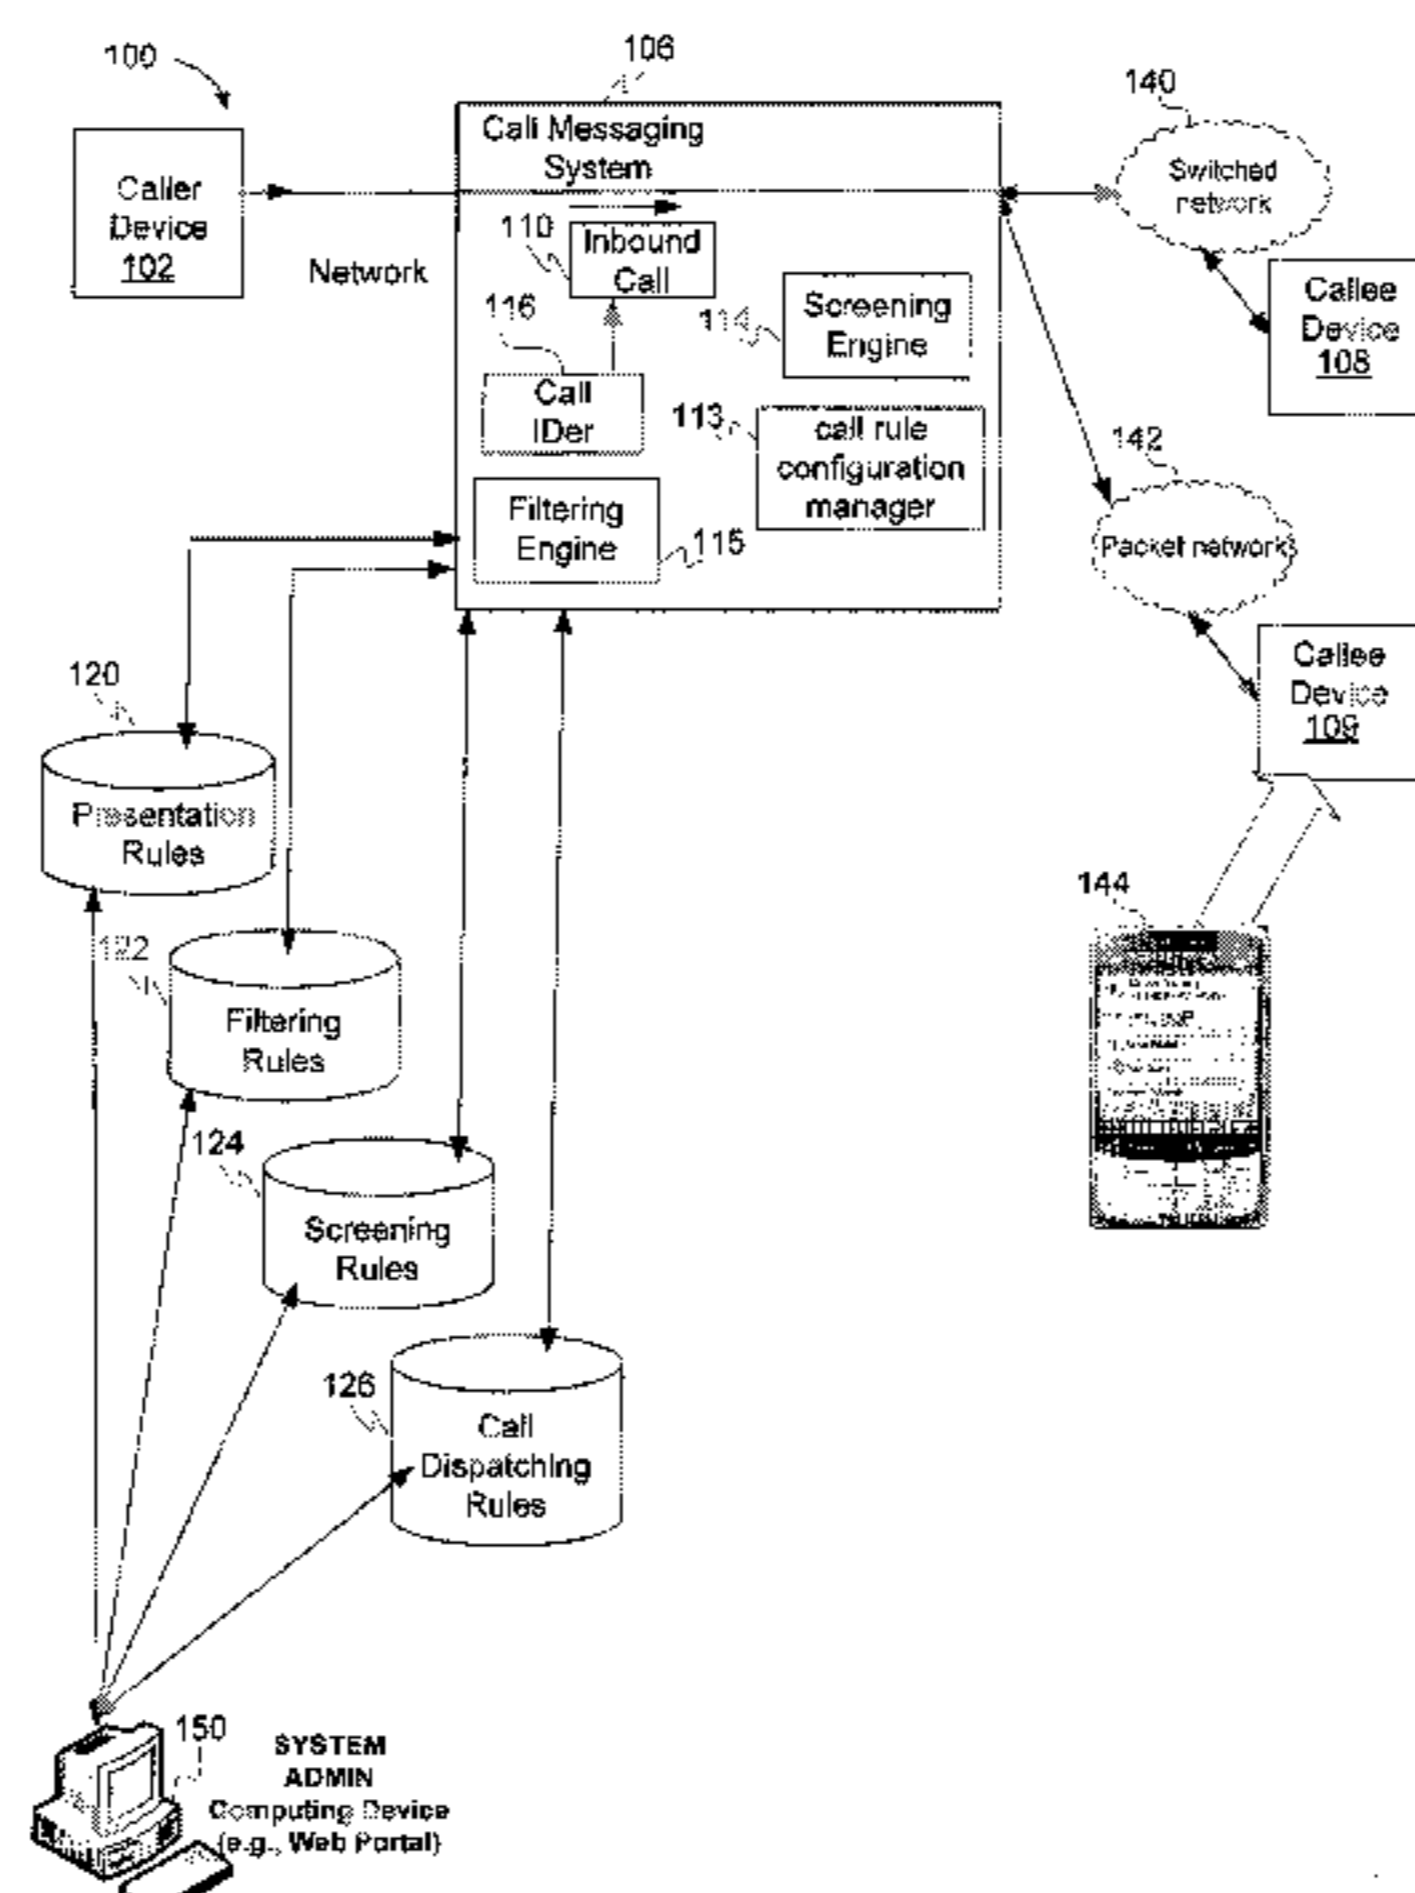 100
106
140
Call Messaging
System
Caller
Device
102
Switched
network
110
Inbound
Call
Network
Callee
Device
108
116
114
Screening
Engine
Call
IDer
113
call rule
configuration
manager
142
Filtering
Engine
115
Packet network
120
Callee
Device
109
Presentation
Rules
144
122
Filtering
Rules
124
Screening
Rules
126
Call
Dispatching
Rules
150
SYSTEM
ADMIN
Computing Device
(e.g., Web Portal)